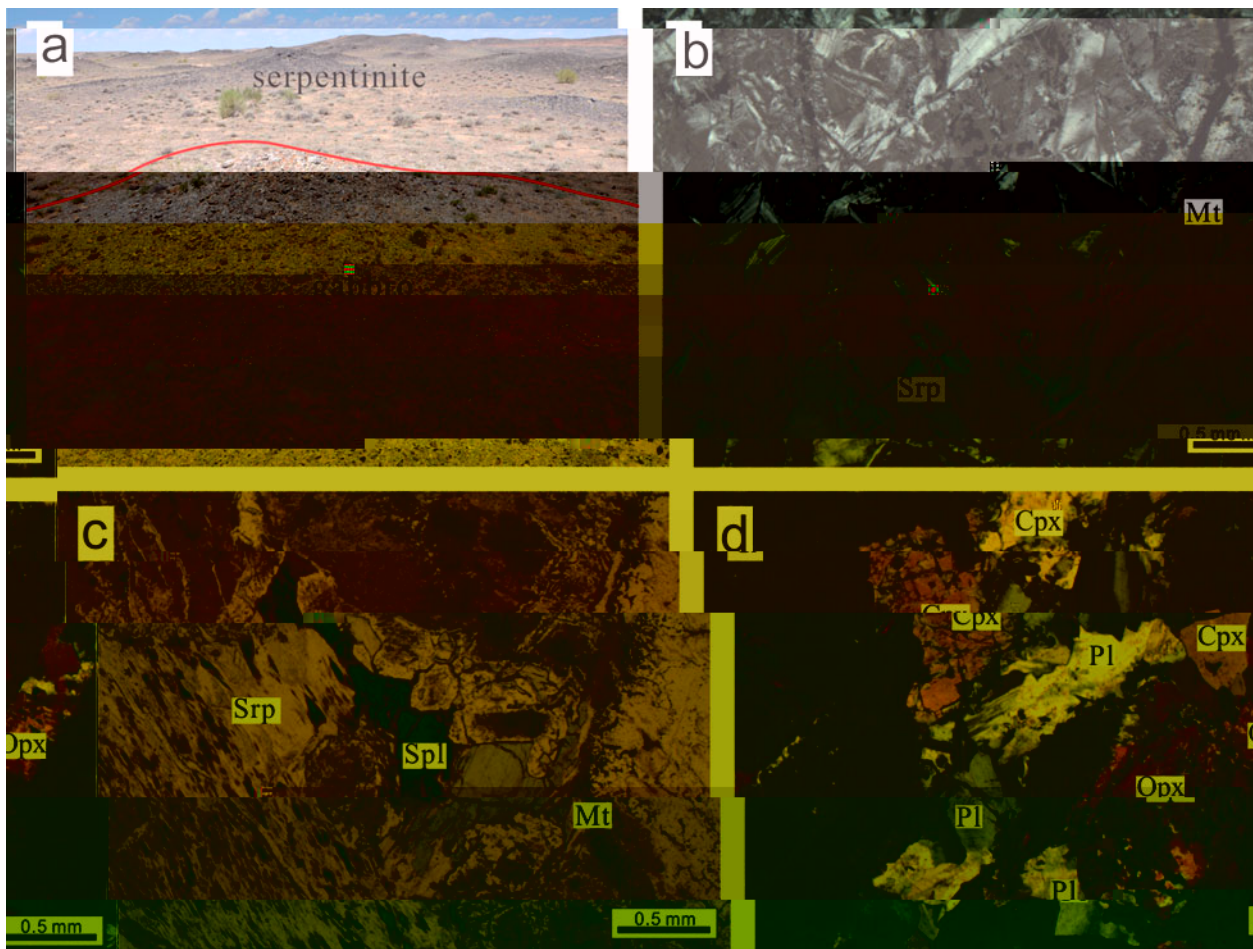 a
serpentinite
b
Mt
Srp
0.5 mm
c
Srp
Spl
Mt
0.5 mm
0.5 mm
d
Cpx
Cpx
Cpx
Pl
Opx
Opx
Pl
Pl